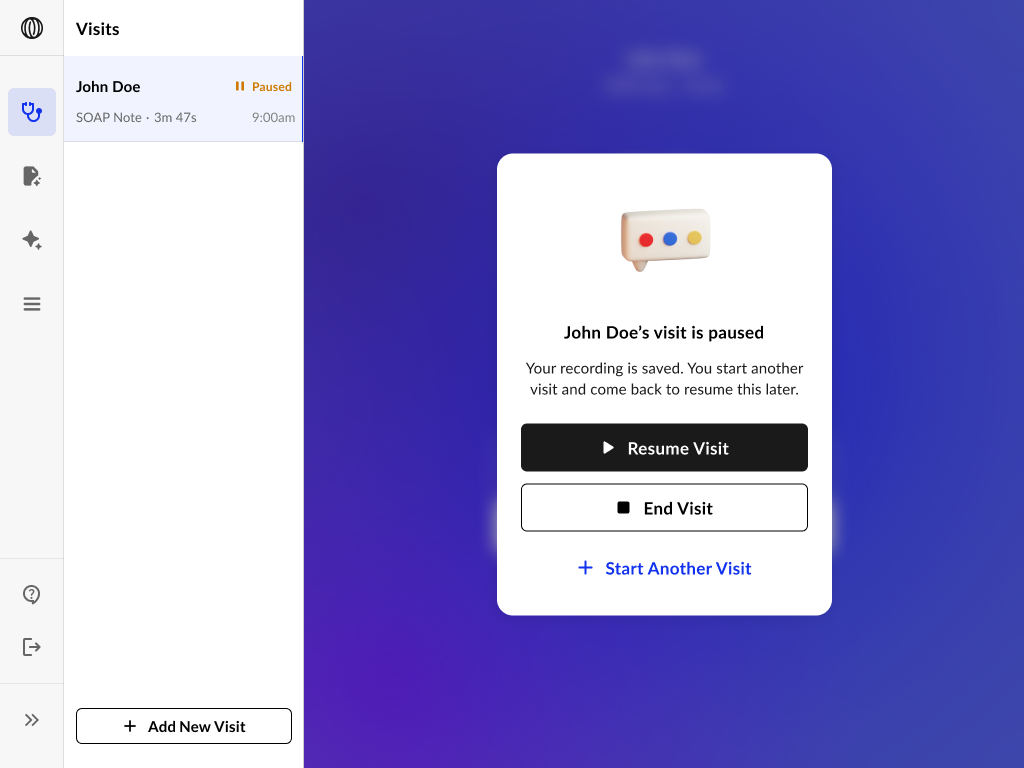 Visits
John Doe
Paused
SOAP Note · 3m 47s
9:00am
John Doe’s visit is paused
Your recording is saved. You start another
visit and come back to resume this later.
Resume Visit
End Visit
Start Another Visit
Add New Visit